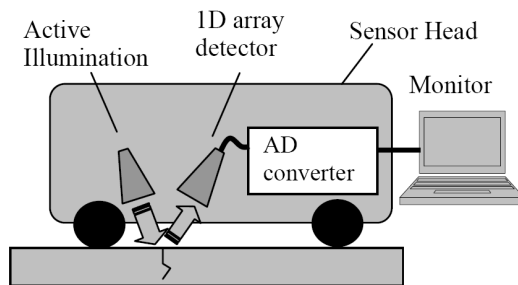 Active
Illumination
1D array
detector
Sensor Head
Monitor
AD
converter